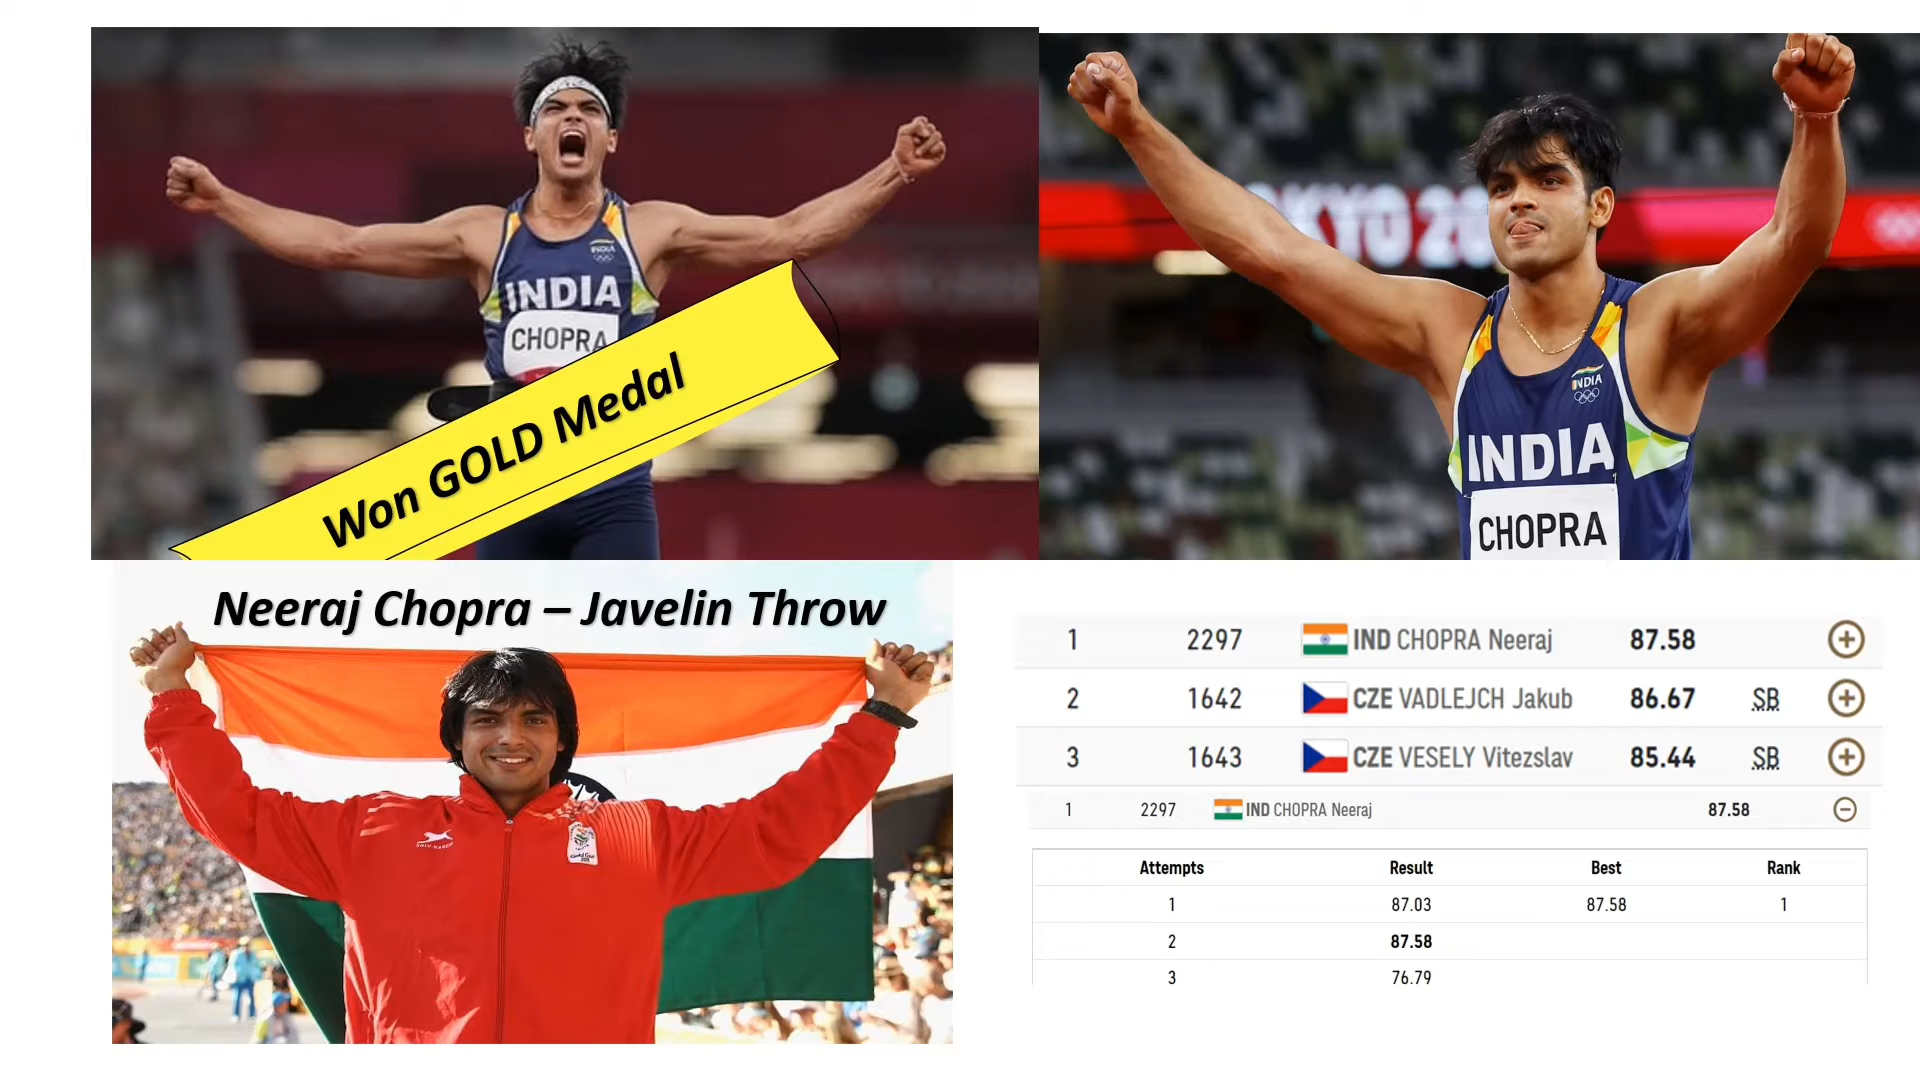 INDIA
INDIA
CHOPRA
Won GOLD Medal
INDIA
INDIA
CHOPRA
Neeraj Chopra – Javelin Throw
1 2297 IND CHOPRA Neeraj 87.58
2 1642 CZE VADLEJCH Jakub 86.67 SB
3 1643 CZE VESELY Vitezslav 85.44 SB
1 2297 IND CHOPRA Neeraj 87.58
Attempts Result Best Rank
1 87.03 87.58 1
2 87.58
3 76.79